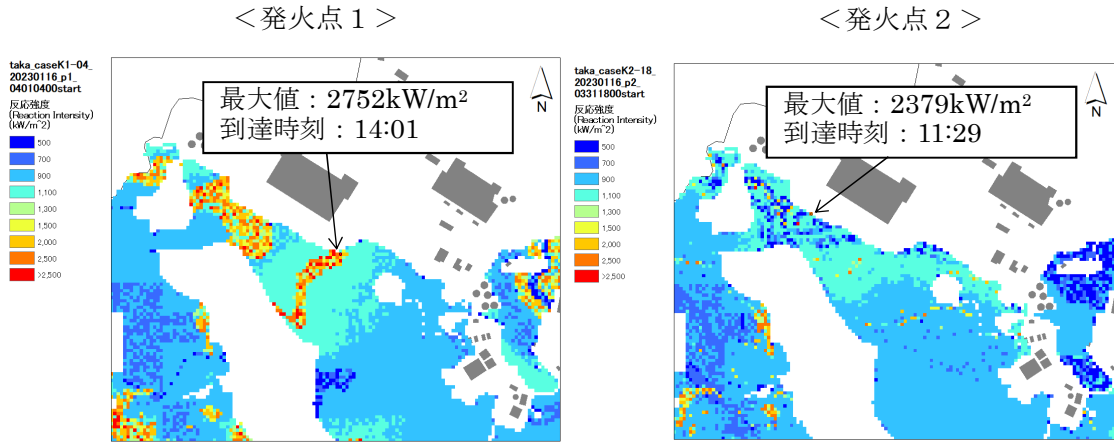 ＜発火点１＞
taka_caseK1-04_
20230116_p1_
04010400start
反応強度
(Reaction Intensity)
(kW/m^2)
500
700
900
1,100
1,300
1,500
2,000
2,500
>2,500
最大値：2752kW/m²
到達時刻：14:01
N
＜発火点２＞
taka_caseK2-18_
20230116_p2_
03311800start
反応強度
(Reaction Intensity)
(kW/m^2)
500
700
900
1,100
1,300
1,500
2,000
2,500
>2,500
最大値：2379kW/m²
到達時刻：11:29
N